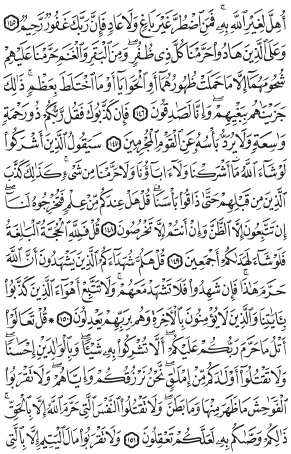 أُهِلَّ لِغَيْرِ ٱللَّهِ بِهِۦۚ فَمَنِ ٱضْطُرَّ غَيْرَ بَاغٍ وَلَا عَادٍ فَإِنَّ رَبَّكَ غَفُورٌ رَّحِيمٌ ١٤٥
وَعَلَى ٱلَّذِينَ هَادُوا۟ حَرَّمْنَا كُلَّ ذِى ظُفُرٍۖ وَمِنَ ٱلْبَقَرِ وَٱلْغَنَمِ حَرَّمْنَا عَلَيْهِمْ
شُحُومَهُمَآ إِلَّا مَا حَمَلَتْ ظُهُورُهُمَآ أَوِ ٱلْحَوَايَآ أَوْ مَا ٱخْتَلَطَ بِعَظْمٍۚ ذَٰلِكَ
جَزَيْنَٰهُم بِبَغْيِهِمْۖ وَإِنَّا لَصَٰدِقُونَ ١٤٦ فَإِن كَذَّبُوكَ فَقُل رَّبُّكُمْ ذُو رَحْمَةٍ
وَٰسِعَةٍ وَلَا يُرَدُّ بَأْسُهُۥ عَنِ ٱلْقَوْمِ ٱلْمُجْرِمِينَ ١٤٧ سَيَقُولُ ٱلَّذِينَ أَشْرَكُوا۟
لَوْ شَآءَ ٱللَّهُ مَآ أَشْرَكْنَا وَلَآ ءَابَآؤُنَا وَلَا حَرَّمْنَا مِن شَىْءٍۚ كَذَٰلِكَ كَذَّبَ
ٱلَّذِينَ مِن قَبْلِهِمْ حَتَّىٰ ذَاقُوا۟ بَأْسَنَاۗ قُلْ هَلْ عِندَكُم مِّنْ عِلْمٍ فَتُخْرِجُوهُ لَنَآۖ
إِن تَتَّبِعُونَ إِلَّا ٱلظَّنَّ وَإِنْ أَنتُمْ إِلَّا تَخْرُصُونَ ١٤٨ قُلْ فَلِلَّهِ ٱلْحُجَّةُ ٱلْبَٰلِغَةُۖ
فَلَوْ شَآءَ لَهَدَىٰكُمْ أَجْمَعِينَ ١٤٩ قُلْ هَلُمَّ شُهَدَآءَكُمُ ٱلَّذِينَ يَشْهَدُونَ أَنَّ ٱللَّهَ
حَرَّمَ هَٰذَاۖ فَإِن شَهِدُوا۟ فَلَا تَشْهَدْ مَعَهُمْۚ وَلَا تَتَّبِعْ أَهْوَآءَ ٱلَّذِينَ كَذَّبُوا۟
بِـَٔايَٰتِنَا وَٱلَّذِينَ لَا يُؤْمِنُونَ بِٱلْـَٔاخِرَةِ وَهُم بِرَبِّهِمْ يَعْدِلُونَ ١٥٠ ۞ قُلْ تَعَالَوْا۟
أَتْلُ مَا حَرَّمَ رَبُّكُمْ عَلَيْكُمْۖ أَلَّا تُشْرِكُوا۟ بِهِۦ شَيْـًٔاۖ وَبِٱلْوَٰلِدَيْنِ إِحْسَٰنًاۖ
وَلَا تَقْتُلُوٓا۟ أَوْلَٰدَكُم مِّنْ إِمْلَٰقٍۖ نَّحْنُ نَرْزُقُكُمْ وَإِيَّاهُمْۖ وَلَا تَقْرَبُوا۟
ٱلْفَوَٰحِشَ مَا ظَهَرَ مِنْهَا وَمَا بَطَنَۖ وَلَا تَقْتُلُوا۟ ٱلنَّفْسَ ٱلَّتِى حَرَّمَ ٱللَّهُ إِلَّا بِٱلْحَقِّۚ
ذَٰلِكُمْ وَصَّىٰكُم بِهِۦ لَعَلَّكُمْ تَعْقِلُونَ ١٥١ وَلَا تَقْرَبُوا۟ مَالَ ٱلْيَتِيمِ إِلَّا بِٱلَّتِى